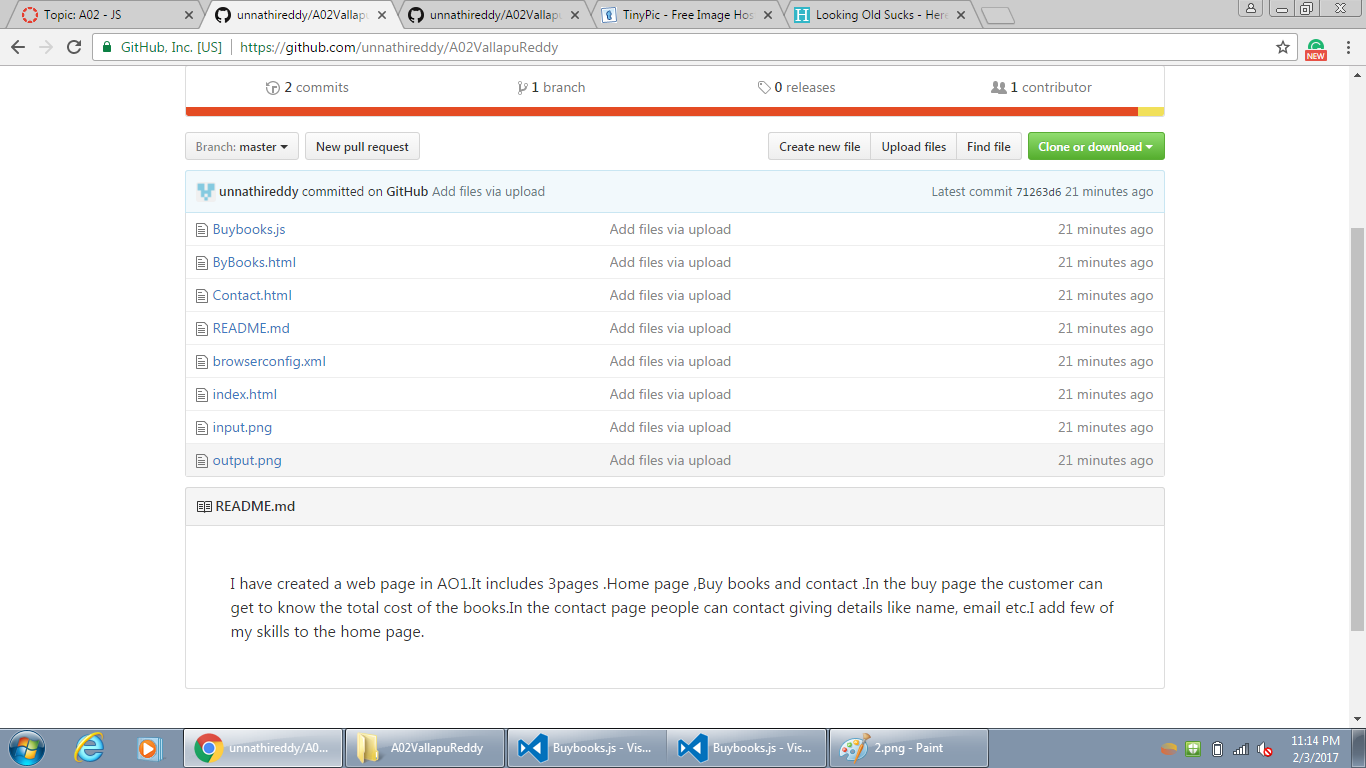 Topic: A02 - JS
unnathireddy/A02Vallapu
unnathireddy/A02Vallap
TinyPic - Free Image Hos
Looking Old Sucks - Here
GitHub, Inc. [US]
https://github.com/unnathireddy/A02VallapuReddy
NEW
2 commits
1 branch
0 releases
1 contributor
Branch: master
New pull request
Create new file
Upload files
Find file
Clone or download
unnathireddy committed on GitHub Add files via upload
Latest commit 71263d6 21 minutes ago
Buybooks.js Add files via upload 21 minutes ago
ByBooks.html Add files via upload 21 minutes ago
Contact.html Add files via upload 21 minutes ago
README.md Add files via upload 21 minutes ago
browserconfig.xml Add files via upload 21 minutes ago
index.html Add files via upload 21 minutes ago
input.png Add files via upload 21 minutes ago
output.png Add files via upload 21 minutes ago
README.md
I have created a web page in AO1.It includes 3pages .Home page ,Buy books and contact .In the buy page the customer can
get to know the total cost of the books.In the contact page people can contact giving details like name, email etc.I add few of
my skills to the home page.
unnathireddy/A0...
A02VallapuReddy
Buybooks.js - Vis...
Buybooks.js - Vis...
2.png - Paint
11:14 PM
2/3/2017